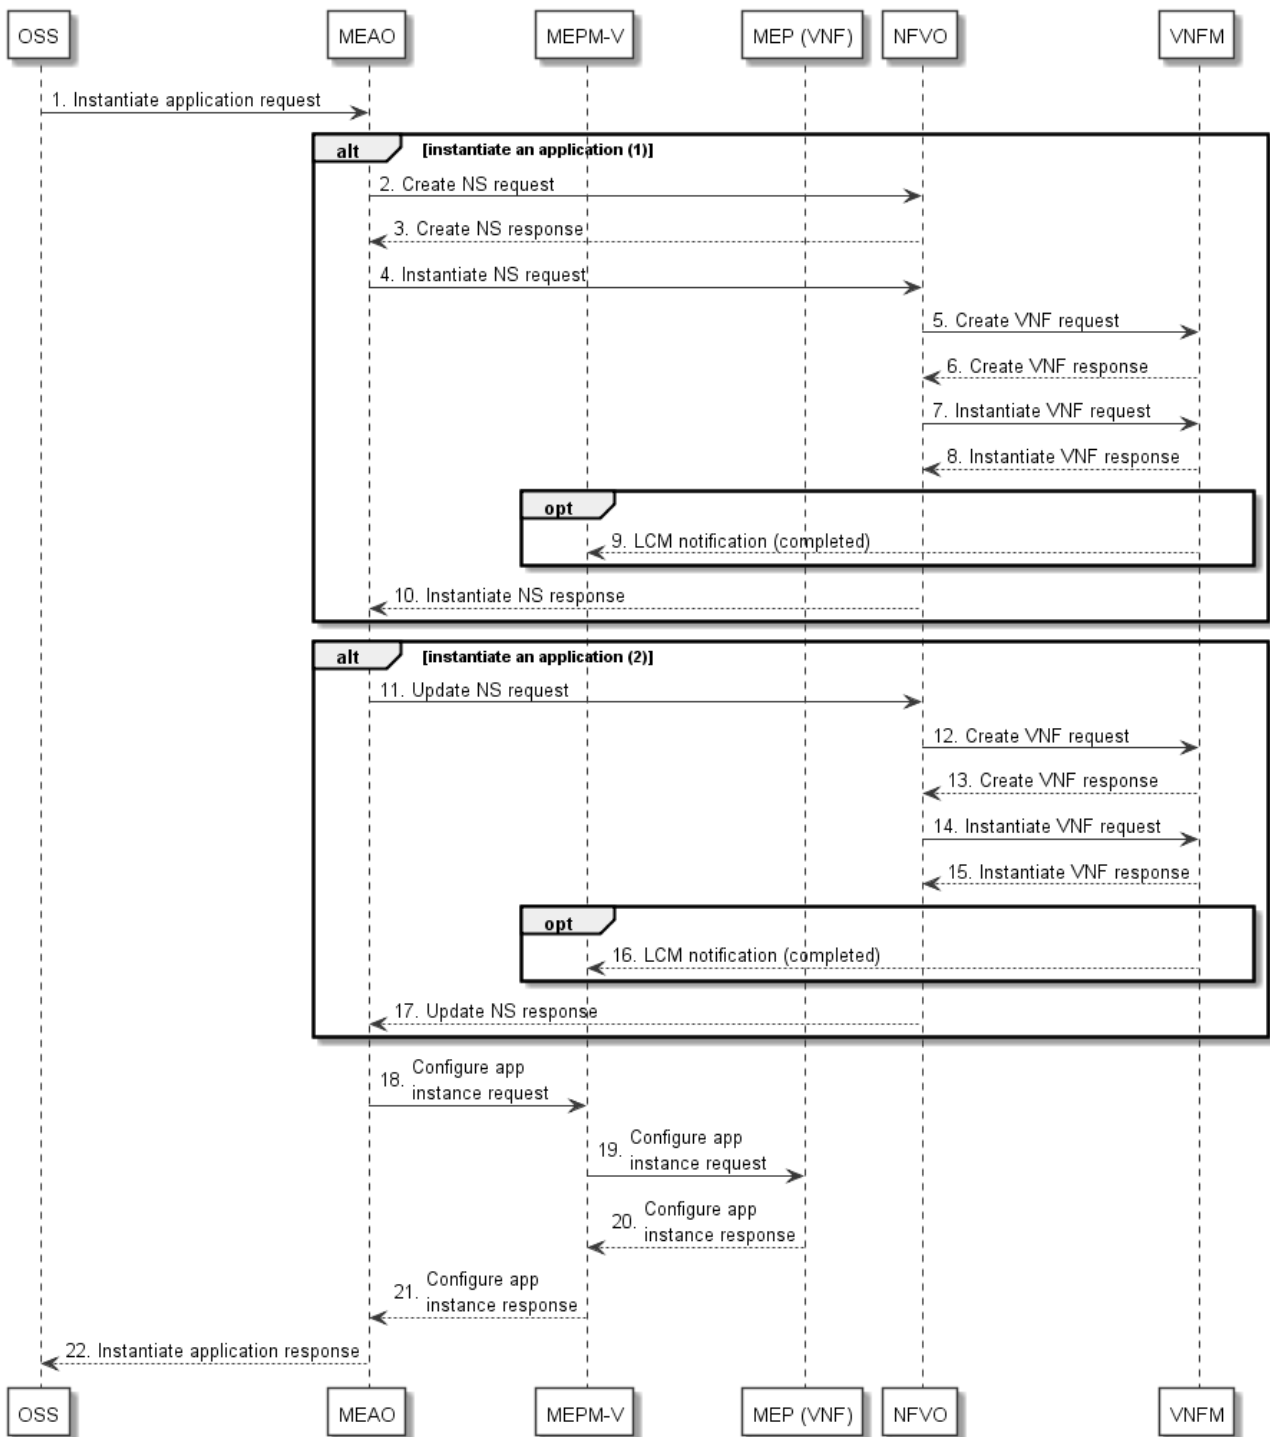 OSS MEAO MEPM-V MEP (VNF) NFVO VNFM
1. Instantiate application request
alt [instantiate an application (1)]
2. Create NS request
3. Create NS response
4. Instantiate NS request
5. Create VNF request
6. Create VNF response
7. Instantiate VNF request
8. Instantiate VNF response
opt
9. LCM notification (completed)
10. Instantiate NS response
alt [instantiate an application (2)]
11. Update NS request
12. Create VNF request
13. Create VNF response
14. Instantiate VNF request
15. Instantiate VNF response
opt
16. LCM notification (completed)
17. Update NS response
18. Configure app
instance request
19. Configure app
instance request
20. Configure app
instance response
21. Configure app
instance response
22. Instantiate application response
OSS MEAO MEPM-V MEP (VNF) NFVO VNFM